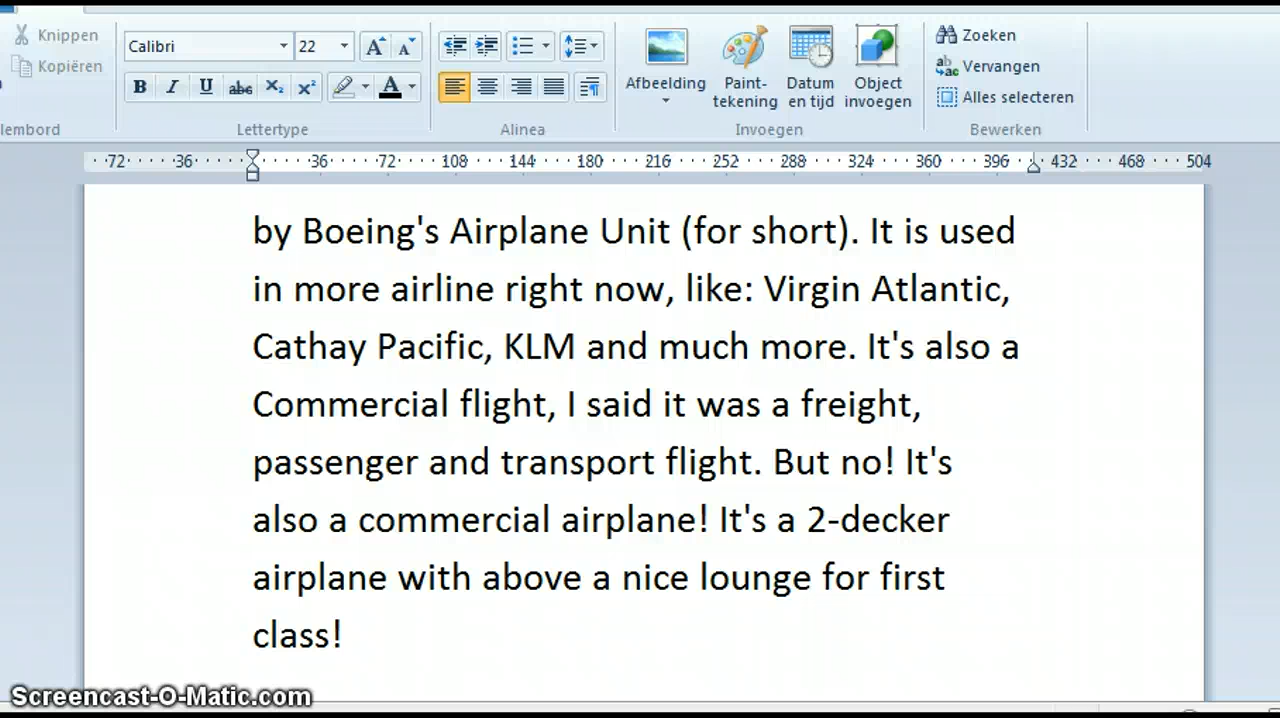 Knippen
Kopiëren
lembord
Calibri 22
B I U abc X₂ X² A
Lettertype
Alinea
Afbeelding
Paint-
tekening
Datum
en tijd
Object
invoegen
Invoegen
Zoeken
Vervangen
Alles selecteren
Bewerken
72 36 36 72 108 144 180 216 252 288 324 360 396 432 468 504
by Boeing's Airplane Unit (for short). It is used
in more airline right now, like: Virgin Atlantic,
Cathay Pacific, KLM and much more. It's also a
Commercial flight, I said it was a freight,
passenger and transport flight. But no! It's
also a commercial airplane! It's a 2-decker
airplane with above a nice lounge for first
class!
Screencast-O-Matic.com